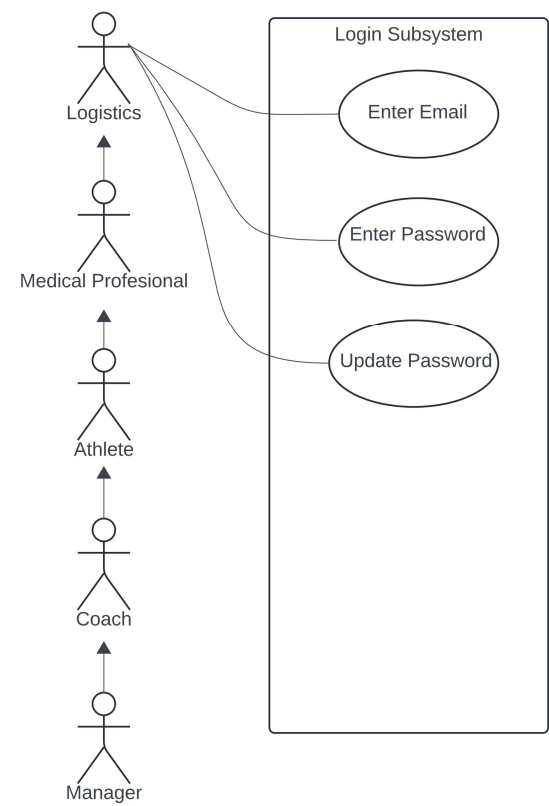 Login Subsystem
Logistics
Enter Email
Enter Password
Medical Profesional
Update Password
Athlete
Coach
Manager